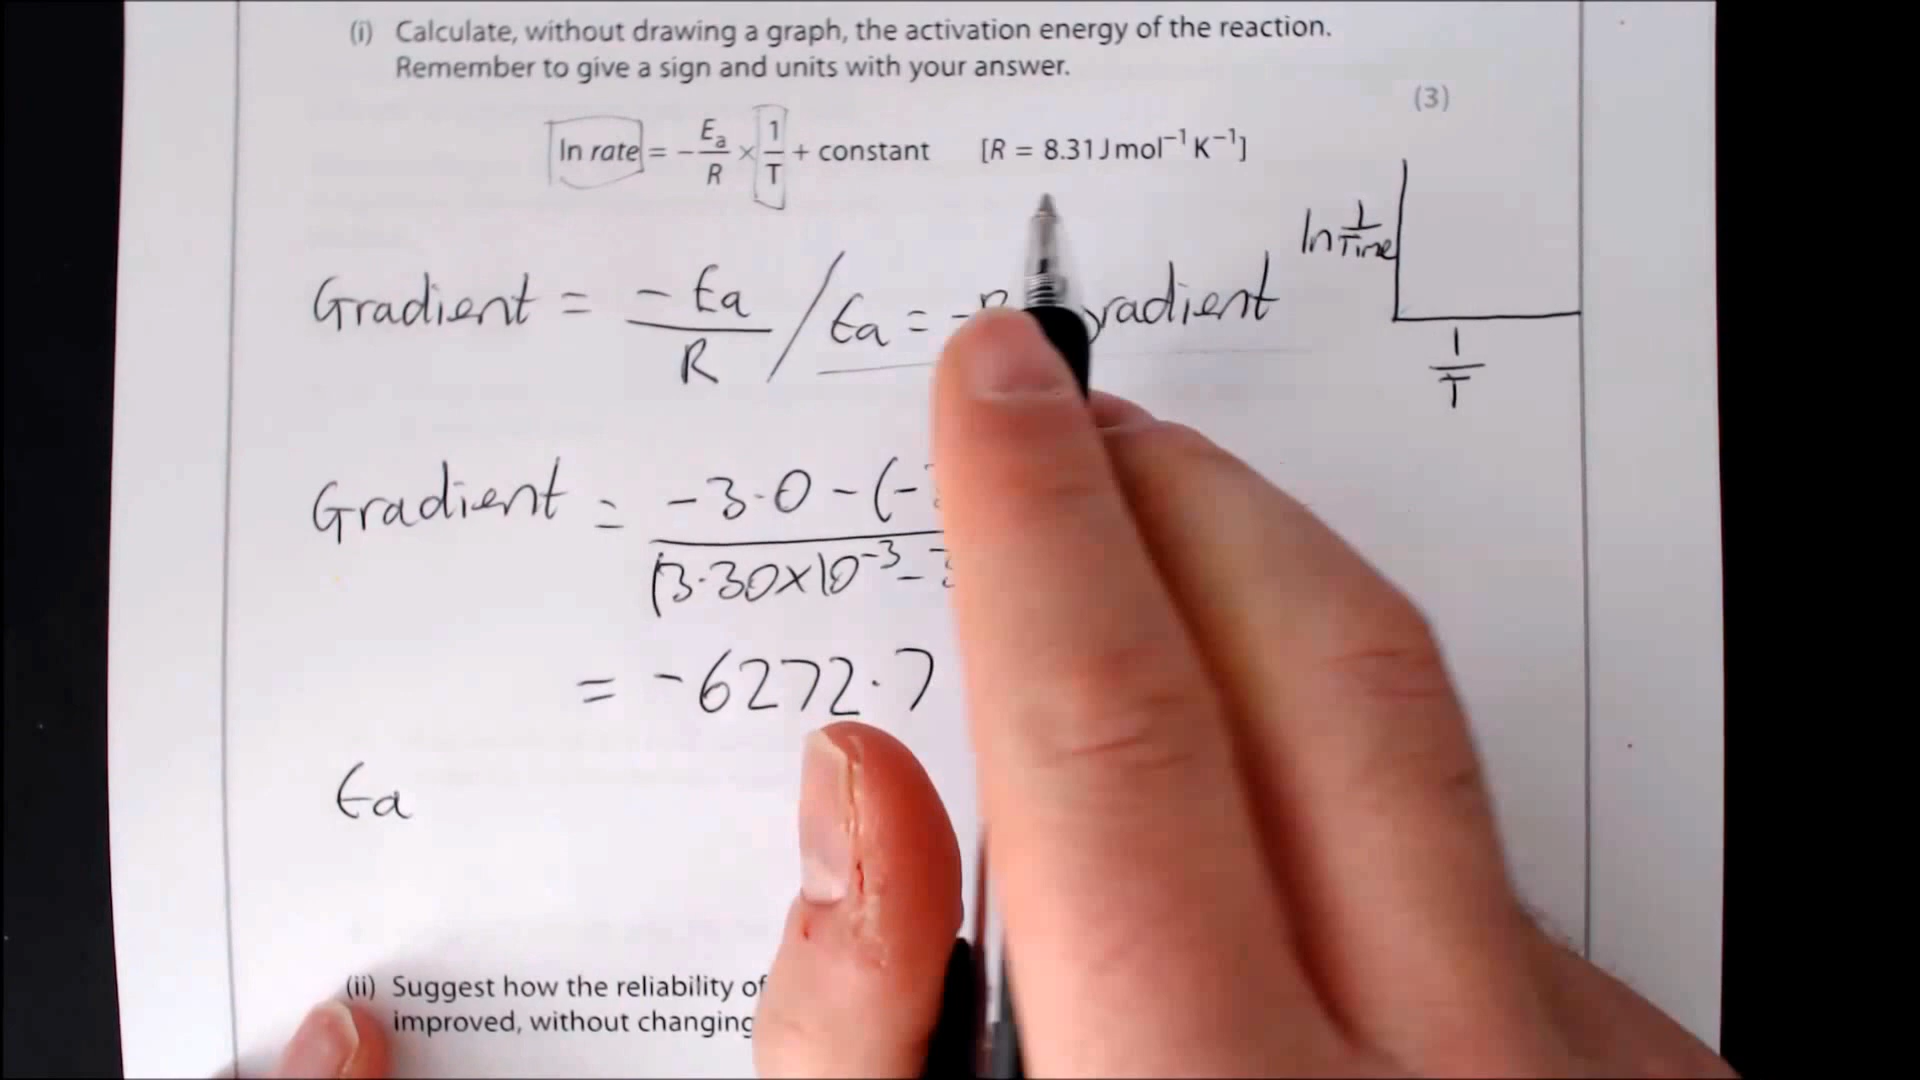 (i) Calculate, without drawing a graph, the activation energy of the reaction.
Remember to give a sign and units with your answer.
(3)
ln rate = −Ea/R × 1/T + constant [R = 8.31 J mol⁻¹ K⁻¹]
ln 1/Time
1/T
Gradient = −Ea/R / Ea = −R gradient
Gradient = −3.0 − (−
(3.30×10⁻³ −
= −6272.7
Ea
(ii) Suggest how the reliability of
improved, without changing